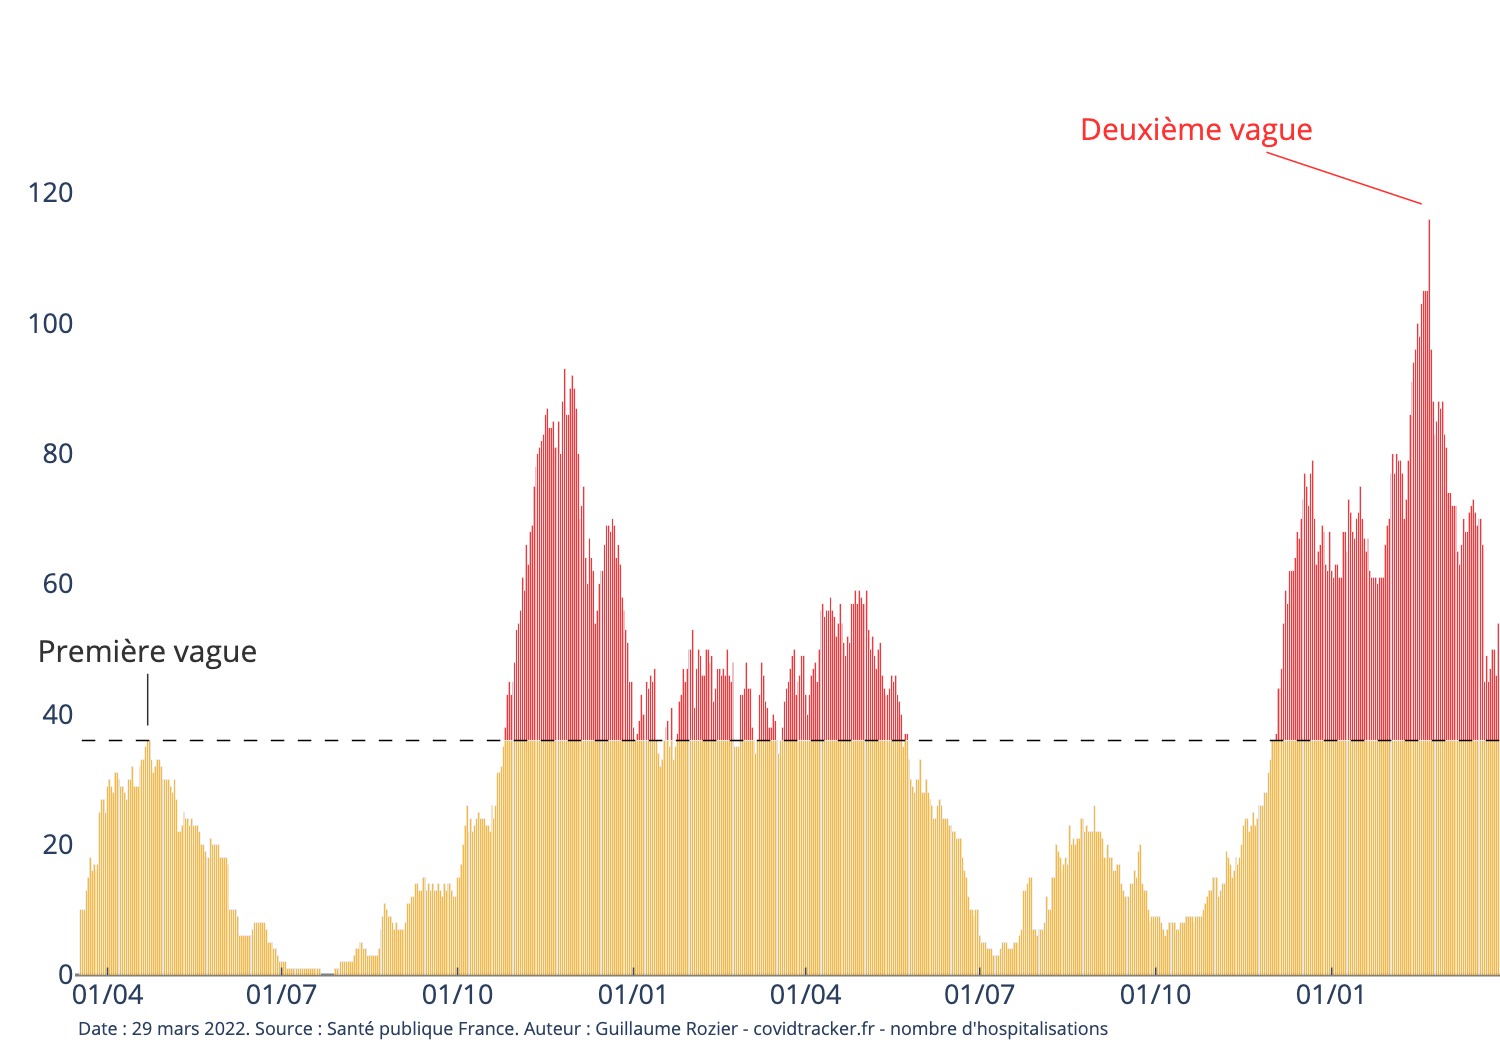 Deuxième vague
120
100
80
60
Première vague
40
20
0
01/04 01/07 01/10 01/01 01/04 01/07 01/10 01/01
Date : 29 mars 2022. Source : Santé publique France. Auteur : Guillaume Rozier - covidtracker.fr - nombre d'hospitalisations